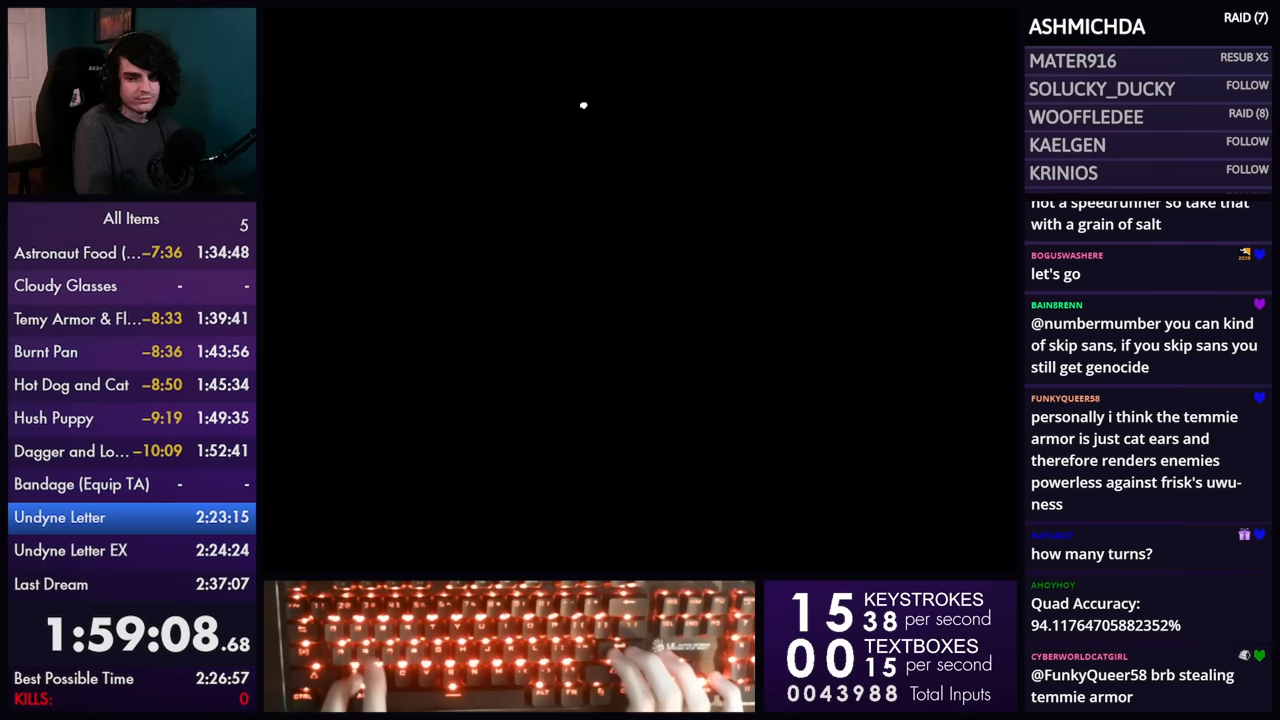 All Items
5
Astronaut Food (... −7:36 1:34:48
Cloudy Glasses - -
Temy Armor & Fl... −8:33 1:39:41
Burnt Pan −8:36 1:43:56
Hot Dog and Cat −8:50 1:45:34
Hush Puppy −9:19 1:49:35
Dagger and Lo... −10:09 1:52:41
Bandage (Equip TA) - -
Undyne Letter 2:23:15
Undyne Letter EX 2:24:24
Last Dream 2:37:07
1:59:08.68
Best Possible Time 2:26:57
KILLS: 0
15 38 KEYSTROKES
per second
00 15 TEXTBOXES
per second
0043988 Total Inputs
ASHMICHDA RAID (7)
MATER916 RESUB X5
SOLUCKY_DUCKY FOLLOW
WOOFFLEDEE RAID (8)
KAELGEN FOLLOW
KRINIOS FOLLOW
not a speedrunner so take that
with a grain of salt
BOGUSWASHERE
let's go
BAIN8RENN
@numbermumber you can kind
of skip sans, if you skip sans you
still get genocide
FUNKYQUEER58
personally i think the temmie
armor is just cat ears and
therefore renders enemies
powerless against frisk's uwu-
ness
how many turns?
AHOYHOY
Quad Accuracy:
94.11764705882352%
CYBERWORLDCATGIRL
@FunkyQueer58 brb stealing
temmie armor